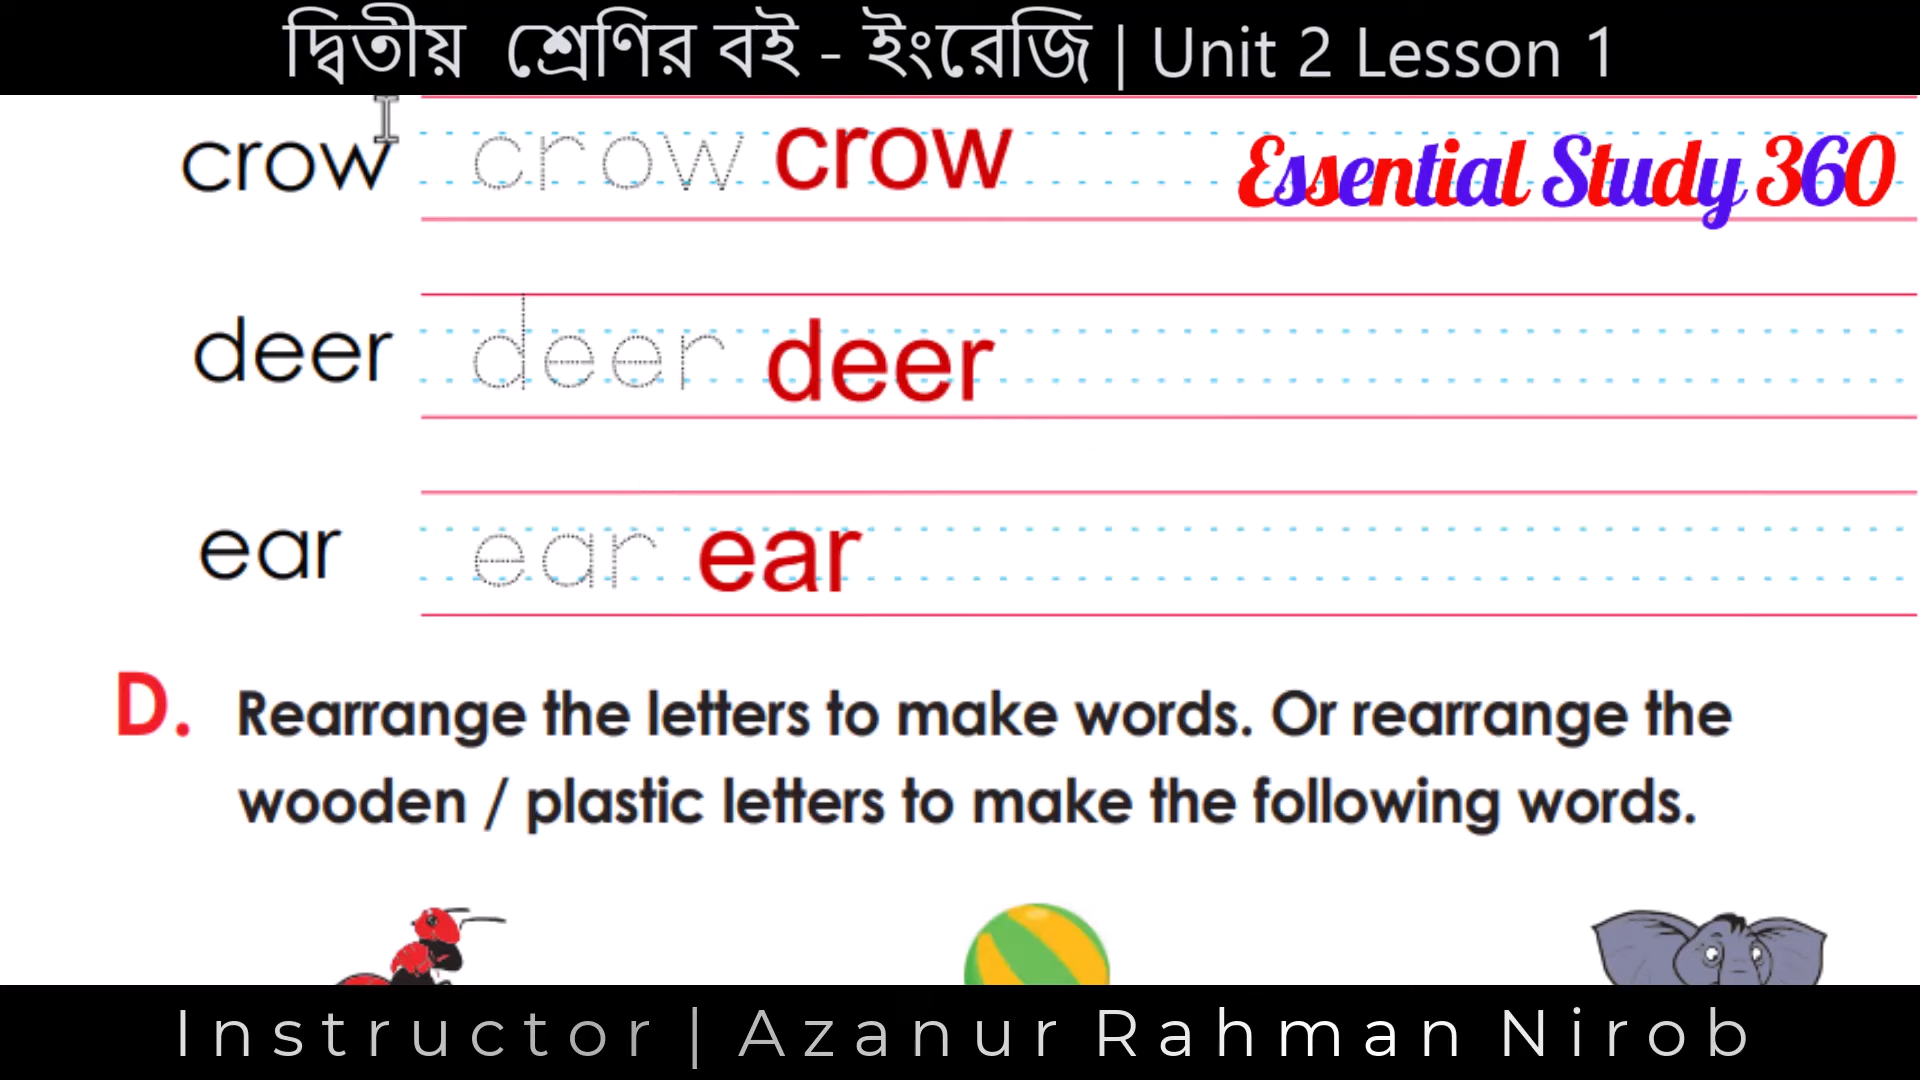 দ্বিতীয় শ্রেণির বই - ইংরেজি | Unit 2 Lesson 1
crow crow crow Essential Study 360
deer deer deer
ear ear ear
D. Rearrange the letters to make words. Or rearrange the
wooden / plastic letters to make the following words.
Instructor | Azanur Rahman Nirob